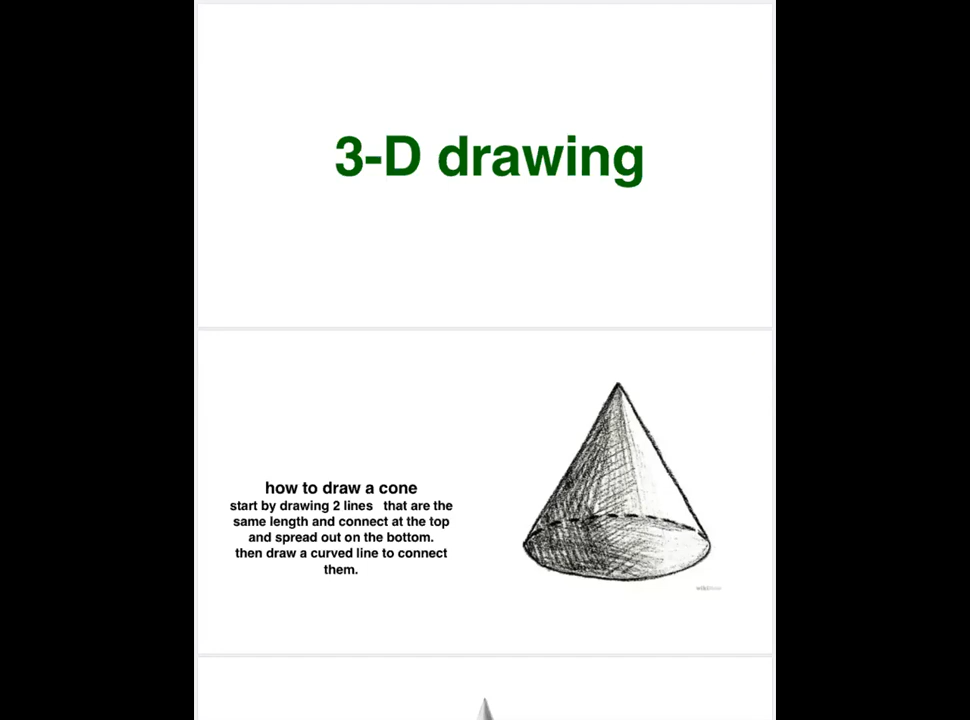 3-D drawing
how to draw a cone
start by drawing 2 lines   that are the
same length and connect at the top
and spread out on the bottom.
then draw a curved line to connect
them.
wikiHow